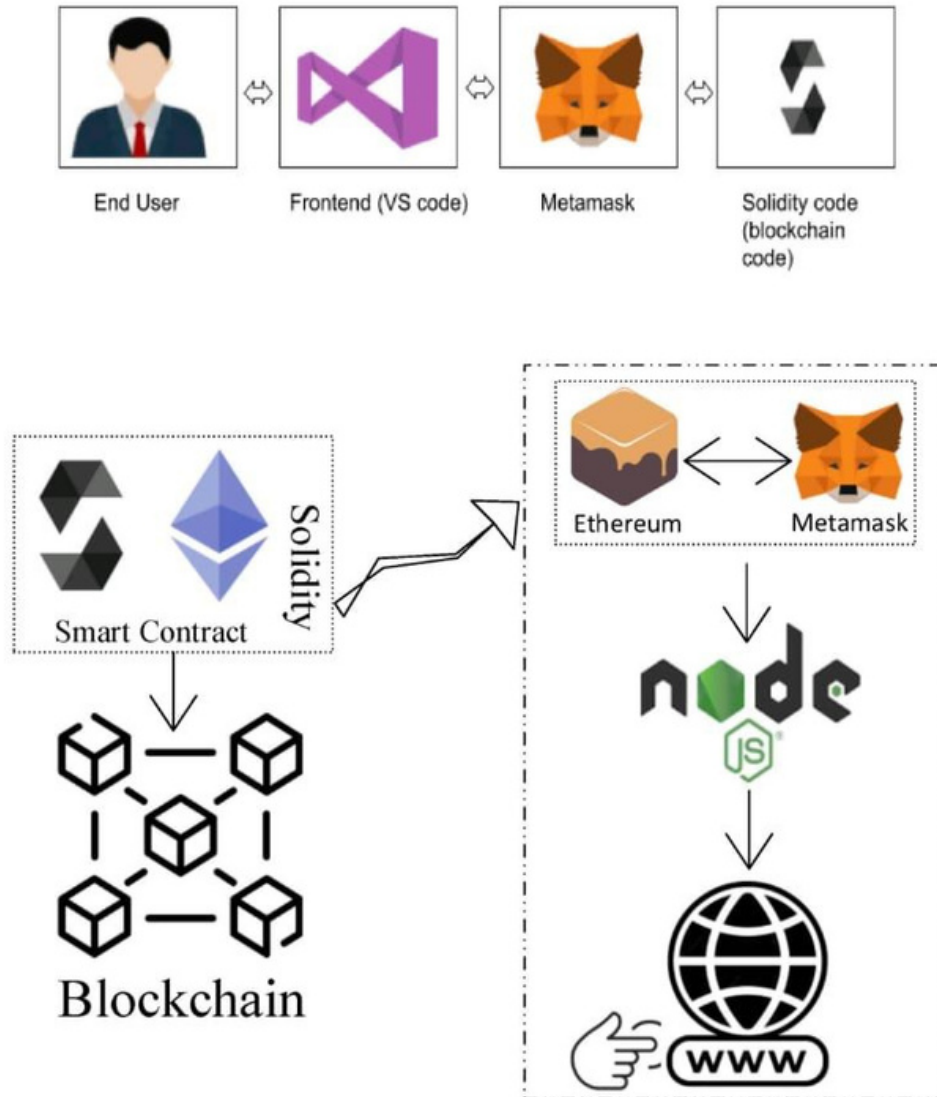 End User
Frontend (VS code)
Metamask
Solidity code
(blockchain
code)
Smart Contract
Solidity
Blockchain
Ethereum
Metamask
node
JS
®
www